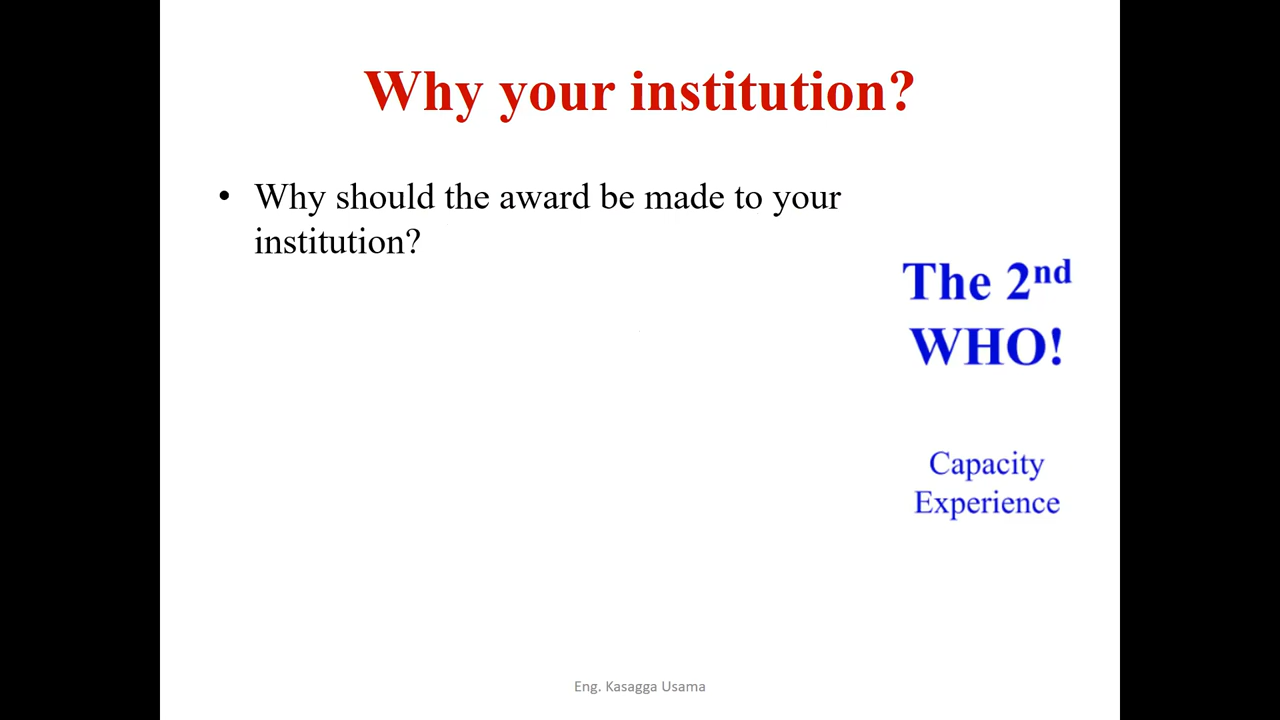 Why your institution?
• Why should the award be made to your
institution?
The 2nd
WHO!
Capacity
Experience
Eng. Kasagga Usama